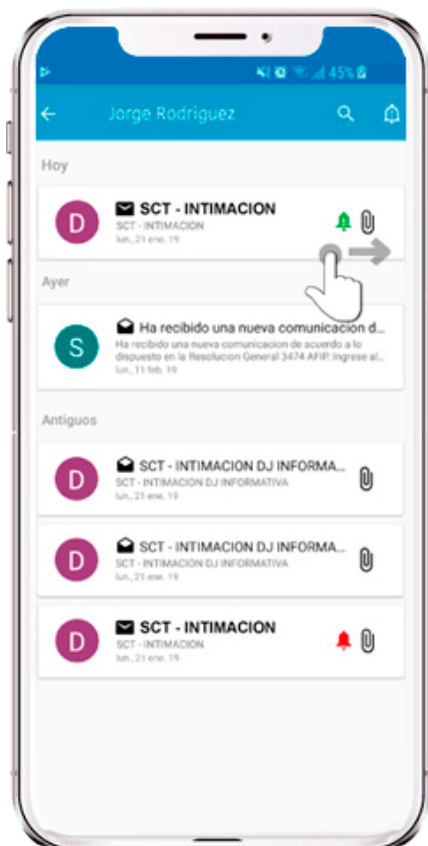 45%
Jorge Rodriguez
Hoy
D
SCT - INTIMACION
SCT - INTIMACION
lun., 21 ene. 19
Ayer
S
Ha recibido una nueva comunicacion d...
Ha recibido una nueva comunicacion de acuerdo a lo
dispuesto en la Resolucion General 3474 AFIP. Ingrese al...
lun., 11 feb. 19
Antiguos
D
SCT - INTIMACION DJ INFORMA...
SCT - INTIMACION DJ INFORMATIVA
lun., 21 ene. 19
D
SCT - INTIMACION DJ INFORMA...
SCT - INTIMACION DJ INFORMATIVA
lun., 21 ene. 19
D
SCT - INTIMACION
SCT - INTIMACION
lun., 21 ene. 19